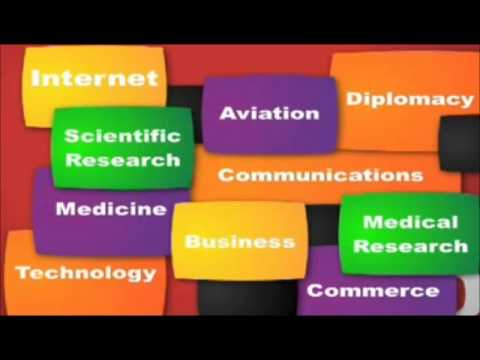 Internet
Aviation
Diplomacy
Scientific
Research
Communications
Medicine
Business
Medical
Research
Technology
Commerce